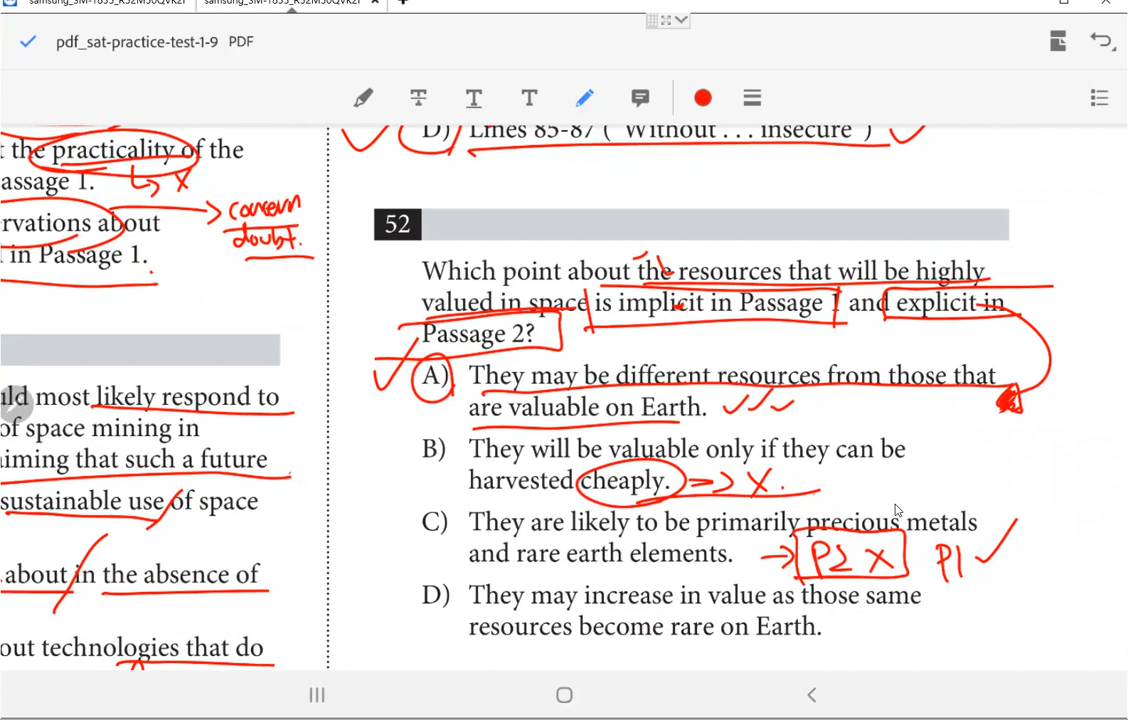 samsung_SM-T835_R52M50QVK2F
samsung_SM-T835_R52M50QVK2F
pdf_sat-practice-test-1-9 PDF
t the practicality of the
assage 1.
↳ X
rvations about
in Passage 1.
concern
doubt.
uld most likely respond to
of space mining in
iming that such a future
sustainable use of space
about in the absence of
out technologies that do
D) Lines 85-87 (“Without . . . insecure”)
52
Which point about the resources that will be highly
valued in space is implicit in Passage 1 and explicit in
Passage 2?
A) They may be different resources from those that
are valuable on Earth.
B) They will be valuable only if they can be
harvested cheaply. => X.
C) They are likely to be primarily precious metals
and rare earth elements. → P2 X P1 ✓
D) They may increase in value as those same
resources become rare on Earth.